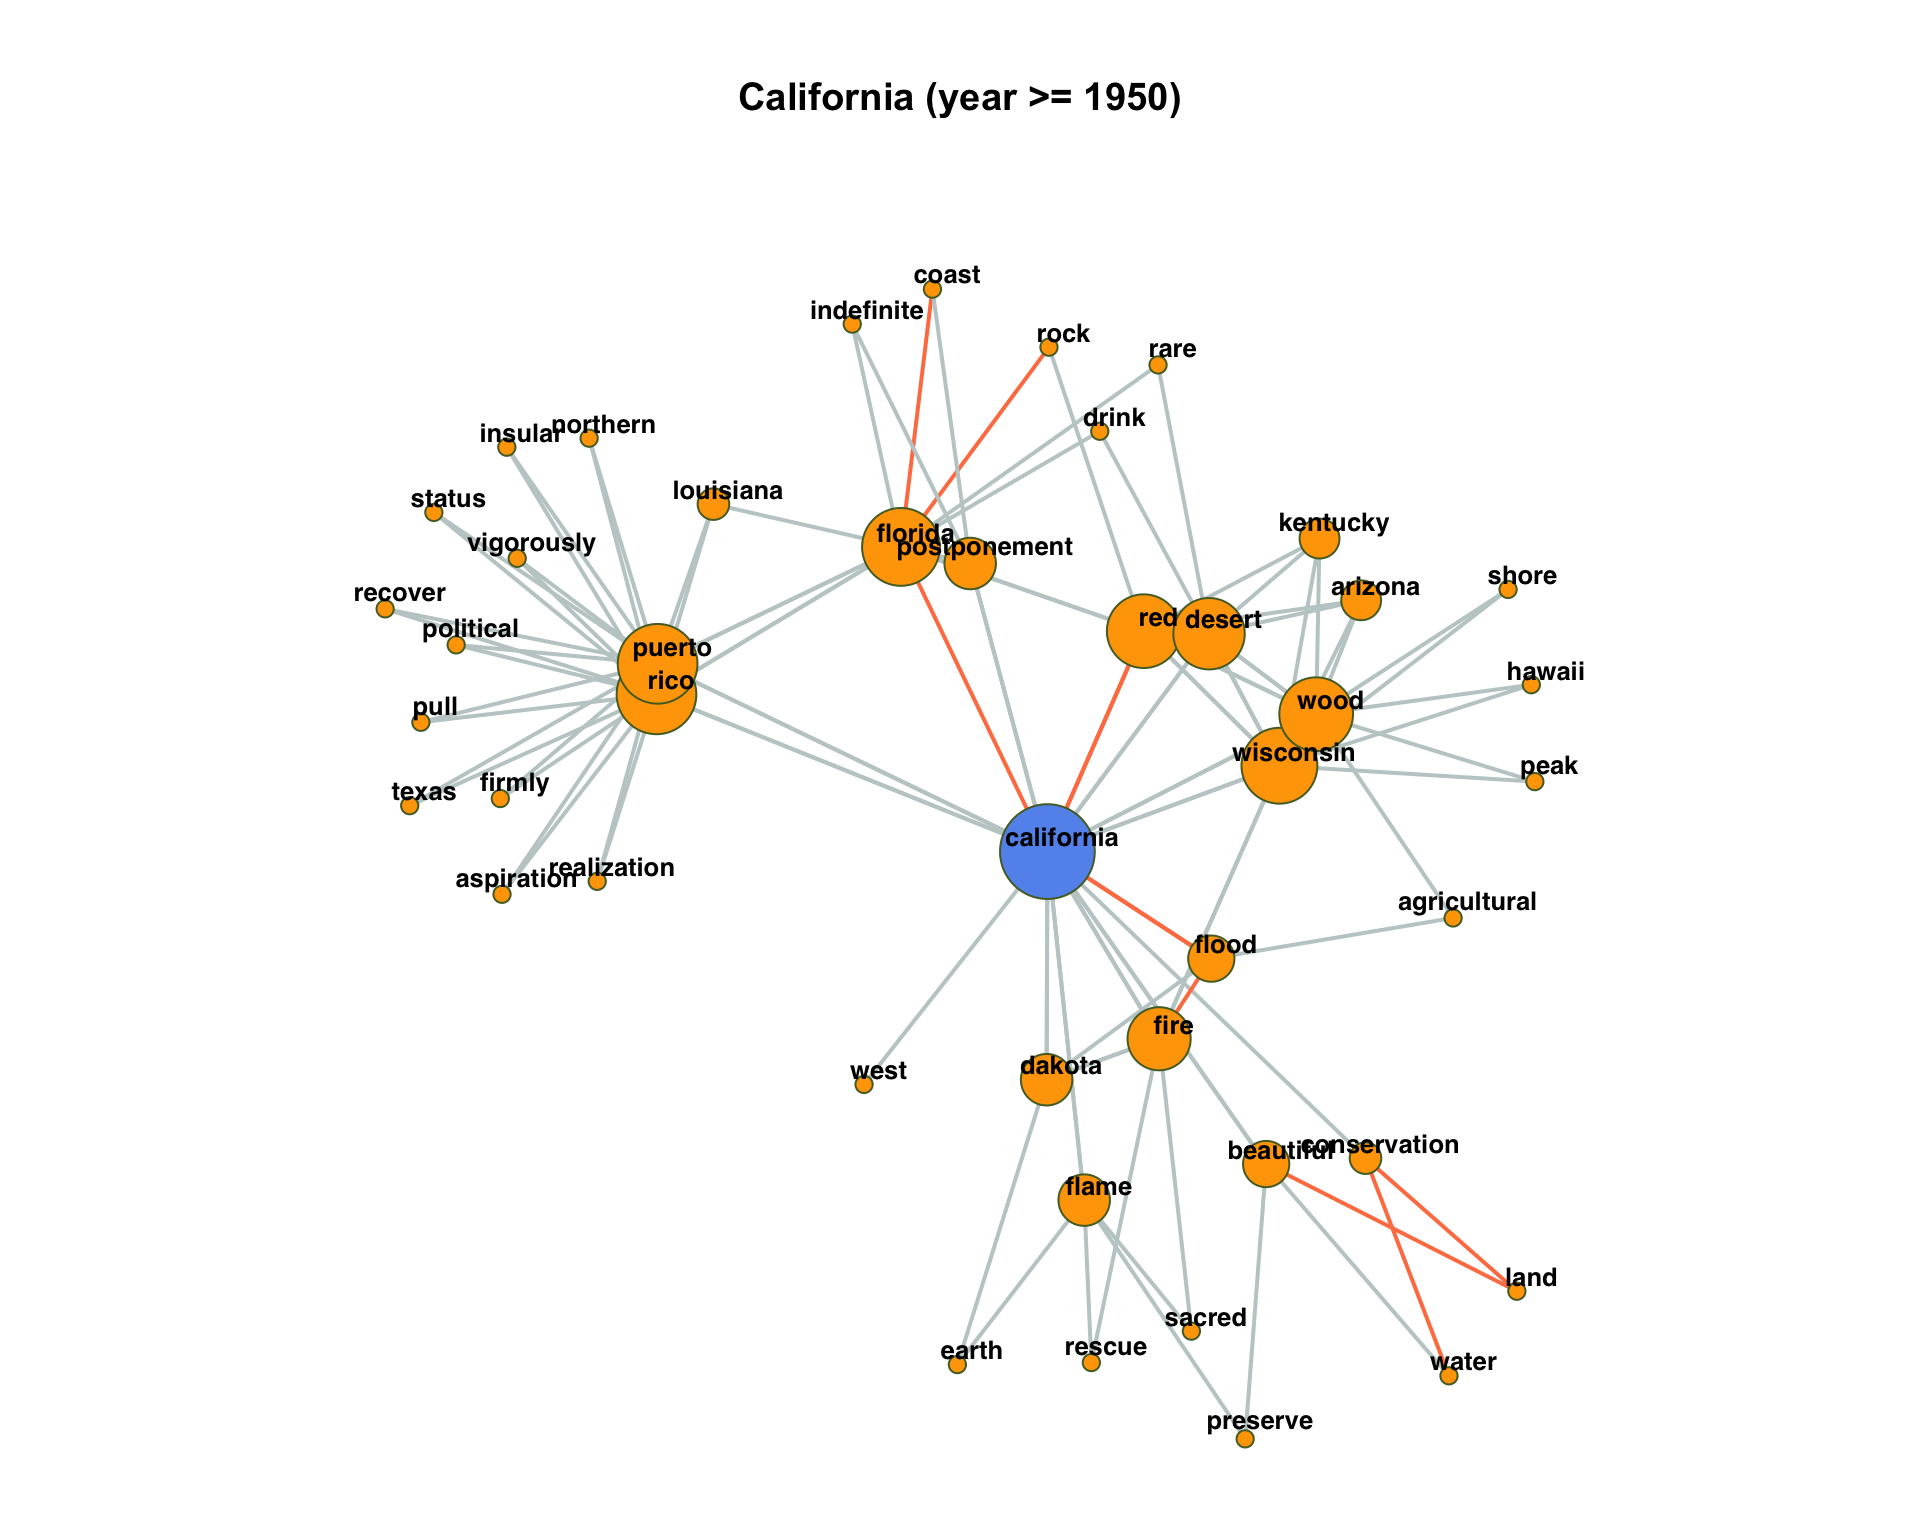 California (year >= 1950)
coast
indefinite
rock
rare
drink
northern
insular
louisiana
status
kentucky
florida
vigorously
postponement
shore
arizona
recover
red
desert
political
puerto
hawaii
rico
wood
pull
wisconsin
peak
firmly
texas
california
realization
aspiration
agricultural
flood
fire
dakota
west
conservation
beautiful
flame
land
sacred
rescue
earth
water
preserve